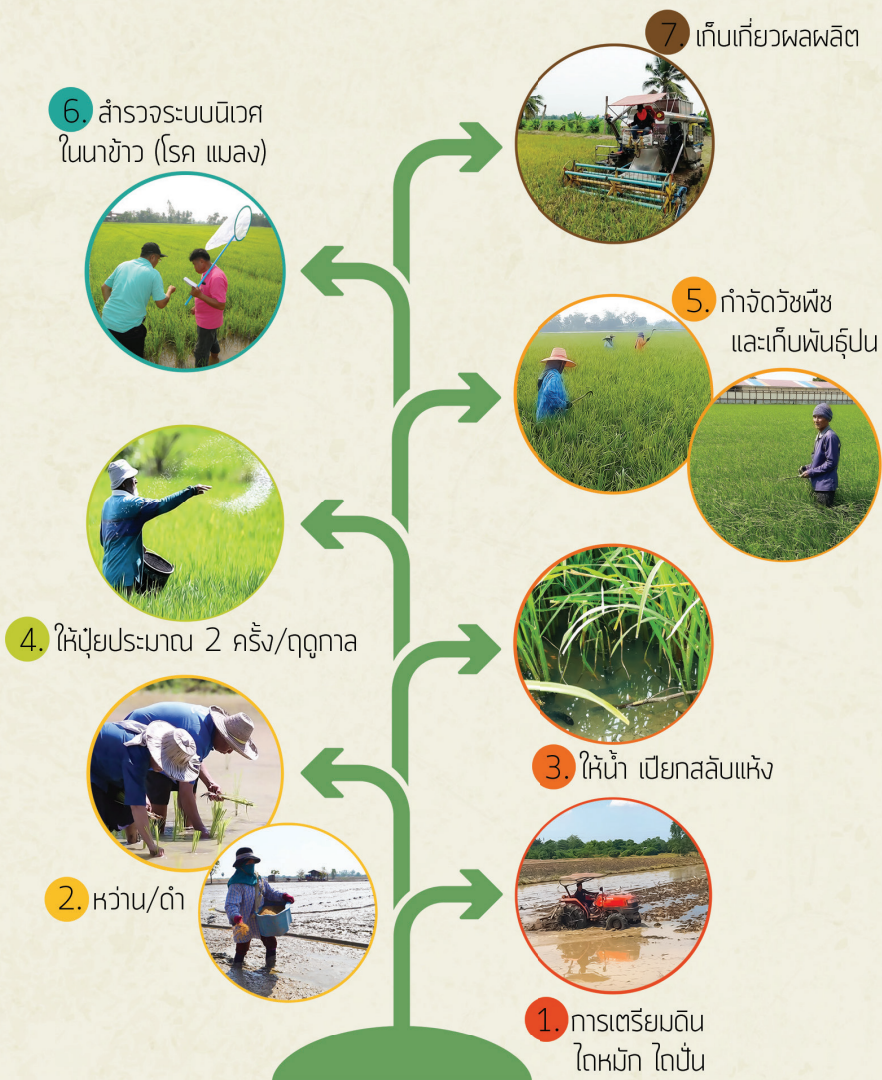 7. เก็บเกี่ยวผลผลิต
6. สำรวจระบบนิเวศ
ในนาข้าว (โรค แมลง)
5. กำจัดวัชพืช
และเก็บพันธุ์ปน
4. ให้ปุ๋ยประมาณ 2 ครั้ง/ฤดูกาล
3. ให้น้ำ เปียกสลับแห้ง
2. หว่าน/ดำ
1. การเตรียมดิน
ไถหมัก ไถปั่น